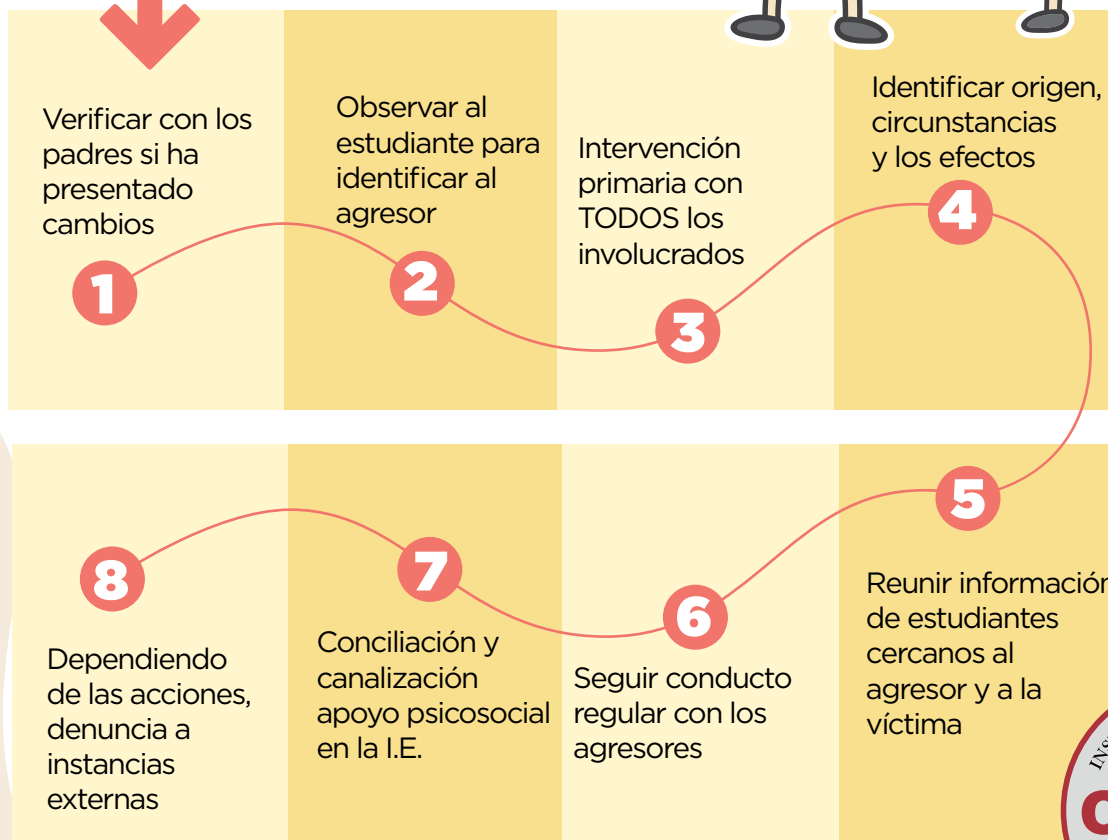 Verificar con los
padres si ha
presentado
cambios
1
Observar al
estudiante para
identificar al
agresor
2
Intervención
primaria con
TODOS los
involucrados
3
Identificar origen,
circunstancias
y los efectos
4
5
Reunir información
de estudiantes
cercanos al
agresor y a la
víctima
6
Seguir conducto
regular con los
agresores
7
Conciliación y
canalización
apoyo psicosocial
en la I.E.
8
Dependiendo
de las acciones,
denuncia a
instancias
externas